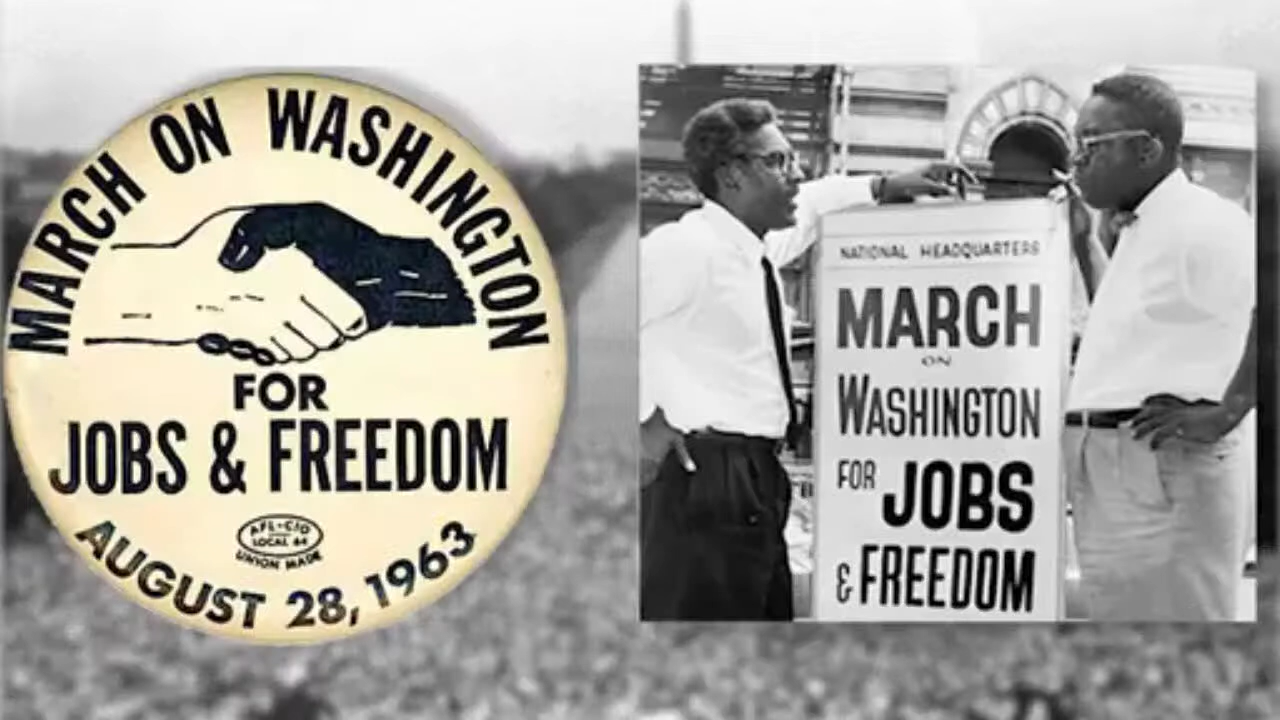 MARCH ON WASHINGTON
FOR
JOBS & FREEDOM
AFL-CIO
LOCAL
UNION MADE
AUGUST 28, 1963
NATIONAL HEADQUARTERS
MARCH
ON
WASHINGTON
FOR JOBS
& FREEDOM